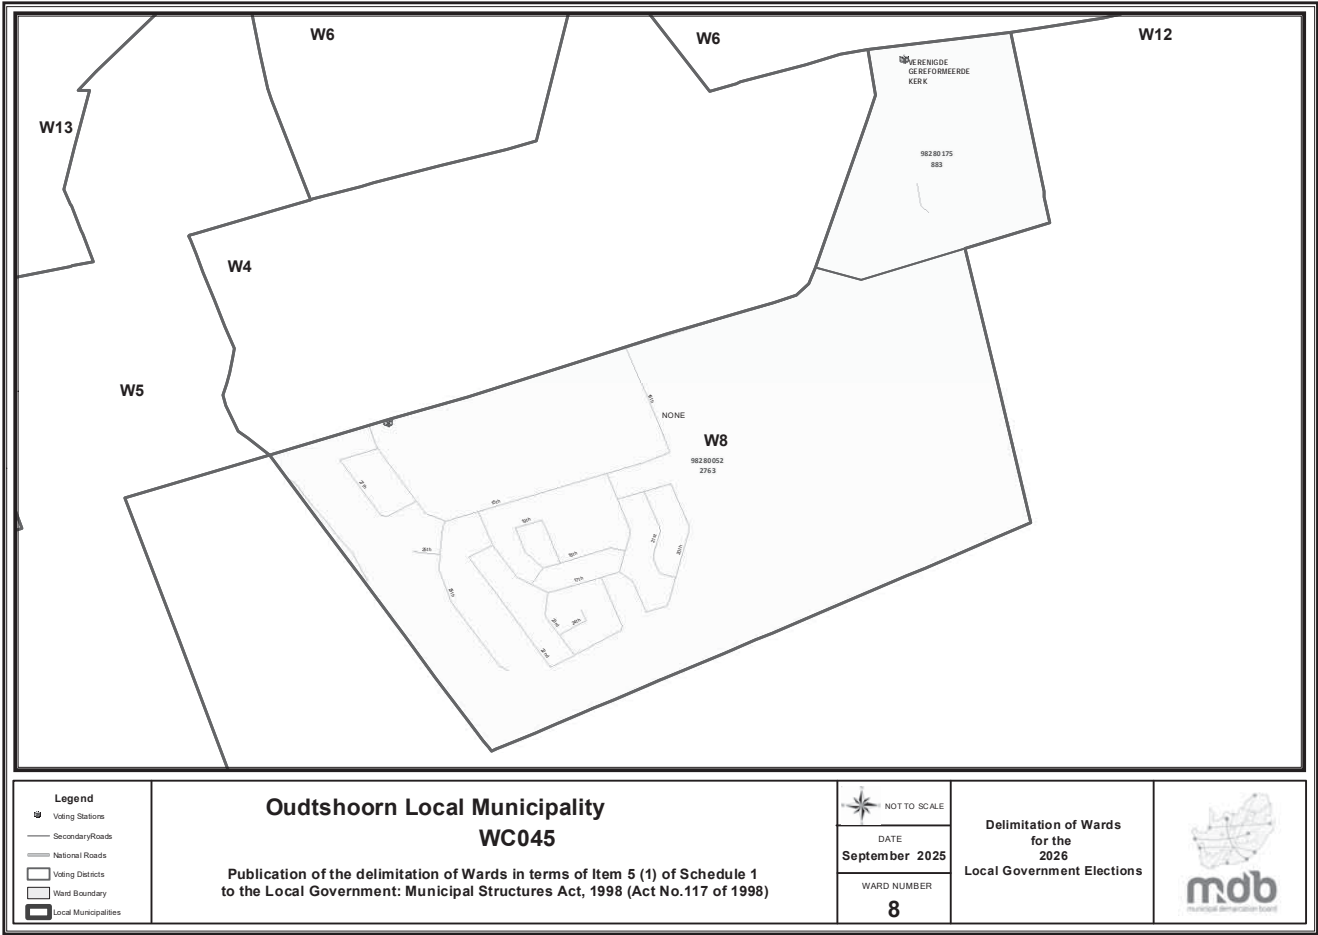 W6
W6
W12
VERENIGDE
GEREFORMEERDE
KERK
W13
98280175
883
W4
W5
NONE
W8
98280052
2763
Legend
Voting Stations
SecondaryRoads
National Roads
Voting Districts
Ward Boundary
Local Municipalities
Oudtshoorn Local Municipality
WC045
Publication of the delimitation of Wards in terms of Item 5 (1) of Schedule 1
to the Local Government: Municipal Structures Act, 1998 (Act No.117 of 1998)
NOT TO SCALE
DATE
September 2025
WARD NUMBER
8
Delimitation of Wards
for the
2026
Local Government Elections
mdb
municipal demarcation board